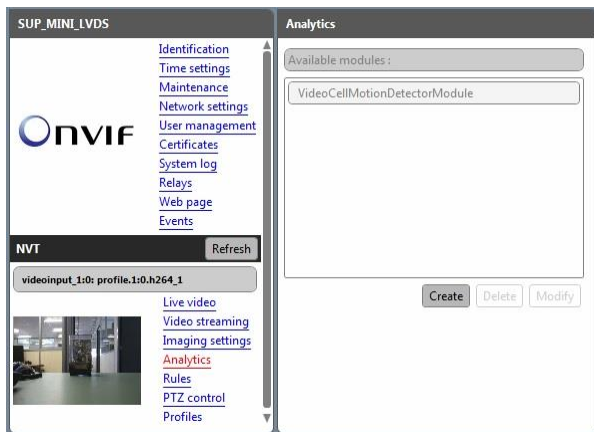 SUP_MINI_LVDS
Identification
Time settings
Maintenance
Network settings
User management
Certificates
System log
Relays
Web page
Events
ONVIF
NVT
Refresh
videoinput_1:0: profile.1:0.h264_1
Live video
Video streaming
Imaging settings
Analytics
Rules
PTZ control
Profiles
Analytics
Available modules :
VideoCellMotionDetectorModule
Create Delete Modify